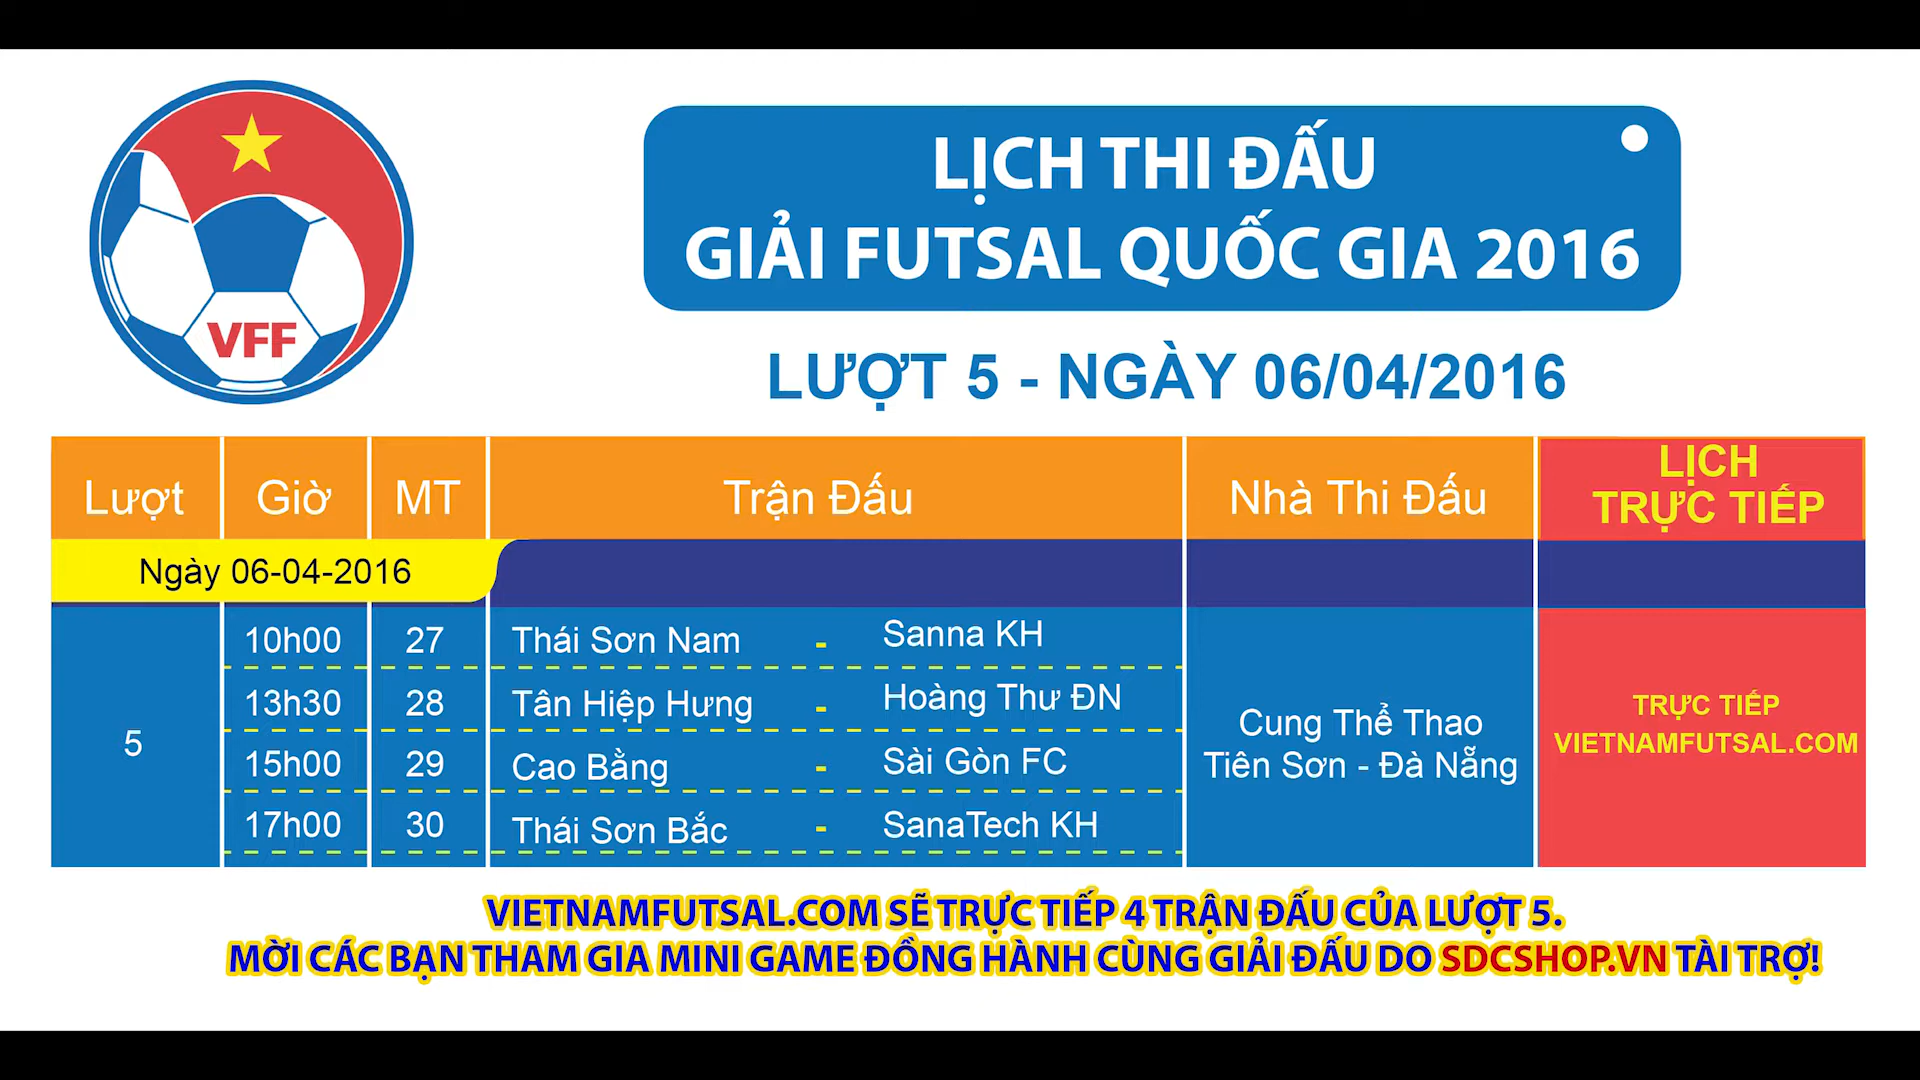 VFF
LỊCH THI ĐẤU
GIẢI FUTSAL QUỐC GIA 2016
LƯỢT 5 - NGÀY 06/04/2016
Lượt Giờ MT Trận Đấu Nhà Thi Đấu LỊCH TRỰC TIẾP
Ngày 06-04-2016
5
10h00 27 Thái Sơn Nam - Sanna KH
13h30 28 Tân Hiệp Hưng - Hoàng Thư ĐN
15h00 29 Cao Bằng - Sài Gòn FC
17h00 30 Thái Sơn Bắc - SanaTech KH
Cung Thể Thao
Tiên Sơn - Đà Nẵng
TRỰC TIẾP
VIETNAMFUTSAL.COM
VIETNAMFUTSAL.COM SẼ TRỰC TIẾP 4 TRẬN ĐẤU CỦA LƯỢT 5.
MỜI CÁC BẠN THAM GIA MINI GAME ĐỒNG HÀNH CÙNG GIẢI ĐẤU DO SDCSHOP.VN TÀI TRỢ!